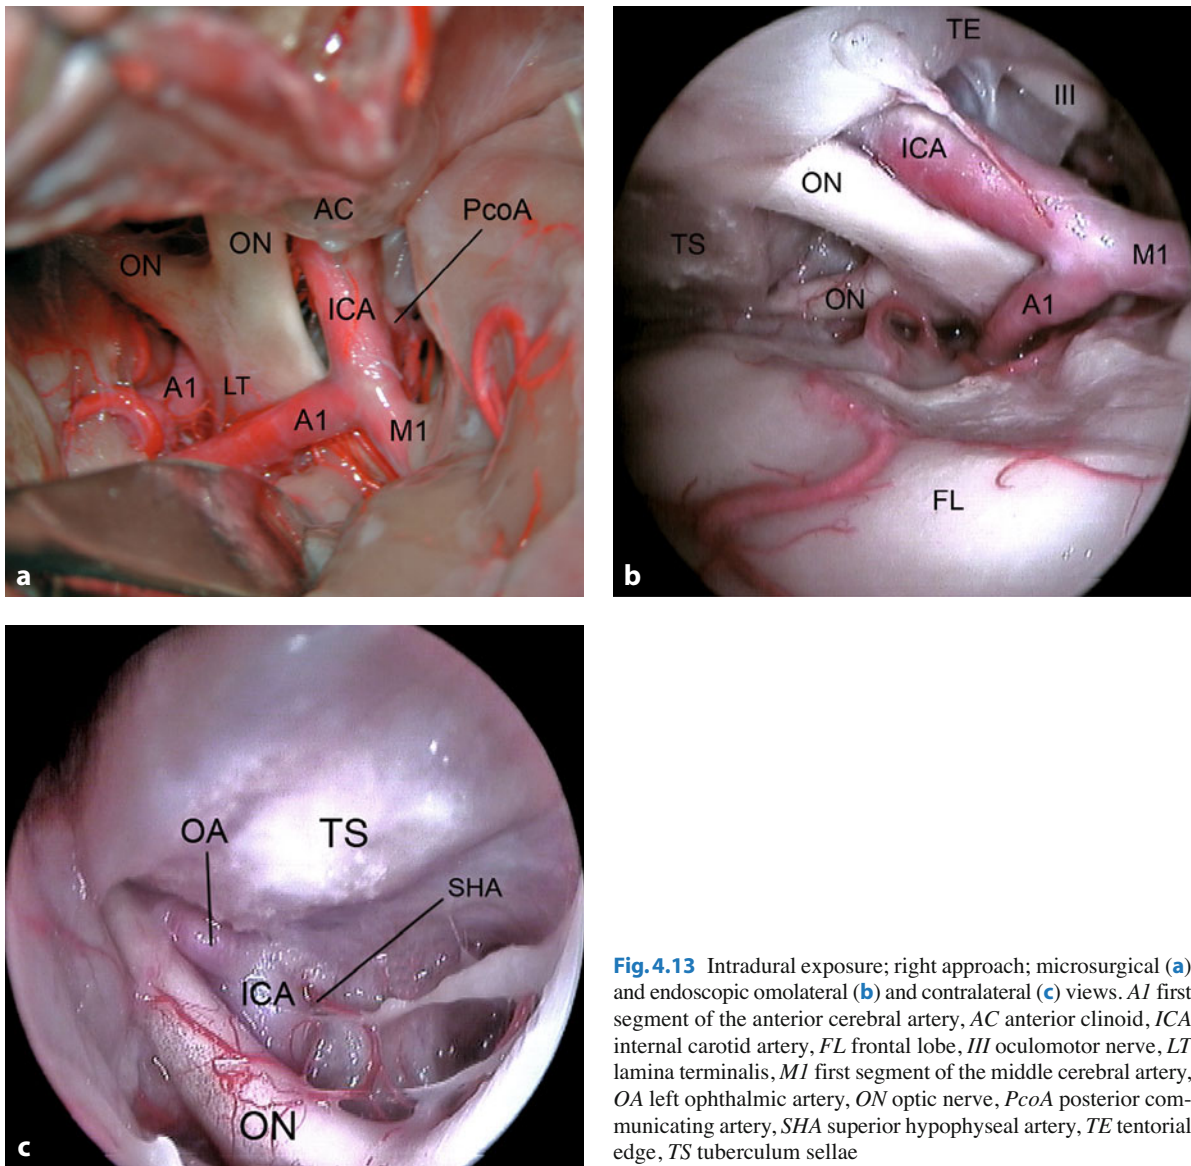 AC
PcoA
ON
ON
ICA
A1
LT
A1
M1
a
TE
III
ICA
ON
TS
M1
ON
A1
FL
b
OA
TS
SHA
ICA
ON
c
Fig. 4.13 Intradural exposure; right approach; microsurgical (a)
and endoscopic omolateral (b) and contralateral (c) views. A1 first
segment of the anterior cerebral artery, AC anterior clinoid, ICA
internal carotid artery, FL frontal lobe, III oculomotor nerve, LT
lamina terminalis, M1 first segment of the middle cerebral artery,
OA left ophthalmic artery, ON optic nerve, PcoA posterior com-
municating artery, SHA superior hypophyseal artery, TE tentorial
edge, TS tuberculum sellae